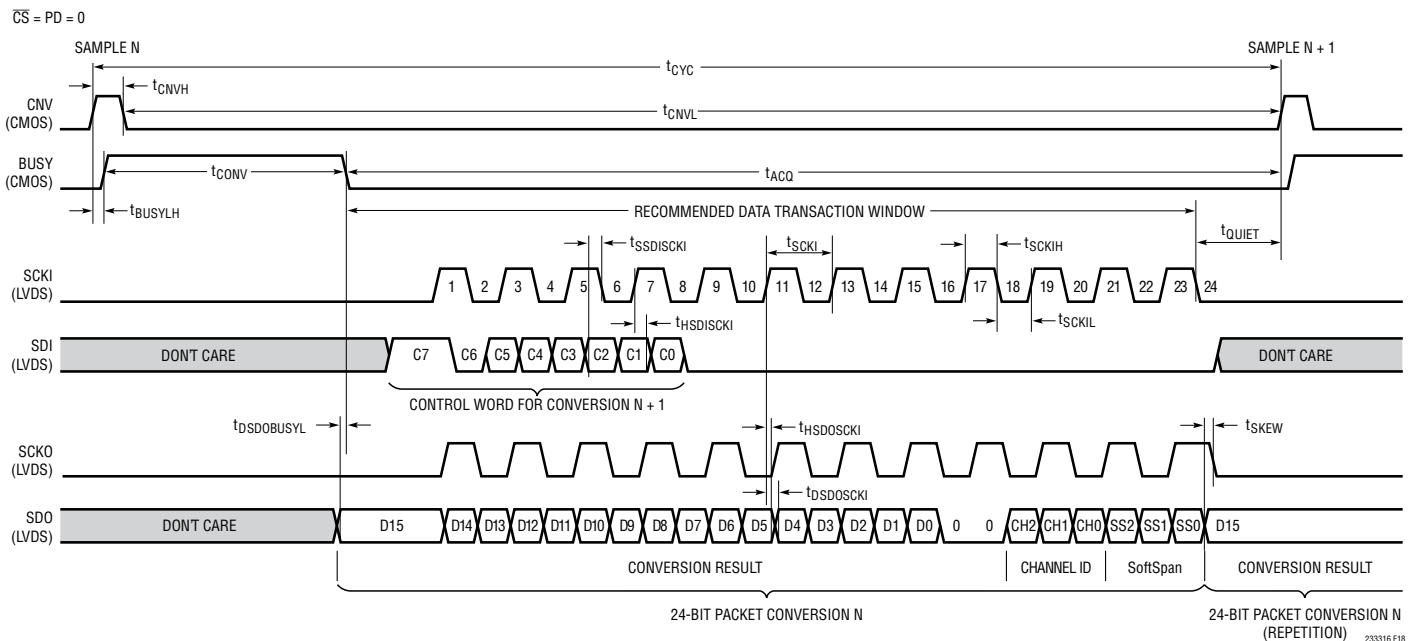 CS = PD = 0
SAMPLE N
SAMPLE N + 1
tCYC
tCNVH
CNV
(CMOS)
tCNVL
BUSY
(CMOS)
tCONV
tACQ
tBUSYLH
RECOMMENDED DATA TRANSACTION WINDOW
tQUIET
tSSDISCKI
tSCKI
tSCKIH
SCKI
(LVDS)
1 2 3 4 5 6 7 8 9 10 11 12 13 14 15 16 17 18 19 20 21 22 23 24
tHSDISCKI
tSCKIL
SDI
(LVDS)
DON'T CARE C7 C6 C5 C4 C3 C2 C1 C0 DON'T CARE
CONTROL WORD FOR CONVERSION N + 1
tDSDOBUSYL
tHSDOSCKI
tSKEW
SCKO
(LVDS)
tDSDOSCKI
SDO
(LVDS)
DON'T CARE D15 D14 D13 D12 D11 D10 D9 D8 D7 D6 D5 D4 D3 D2 D1 D0 0 0 CH2 CH1 CH0 SS2 SS1 SS0 D15
CONVERSION RESULT CHANNEL ID SoftSpan CONVERSION RESULT
24-BIT PACKET CONVERSION N
24-BIT PACKET CONVERSION N
(REPETITION)
233316 F18